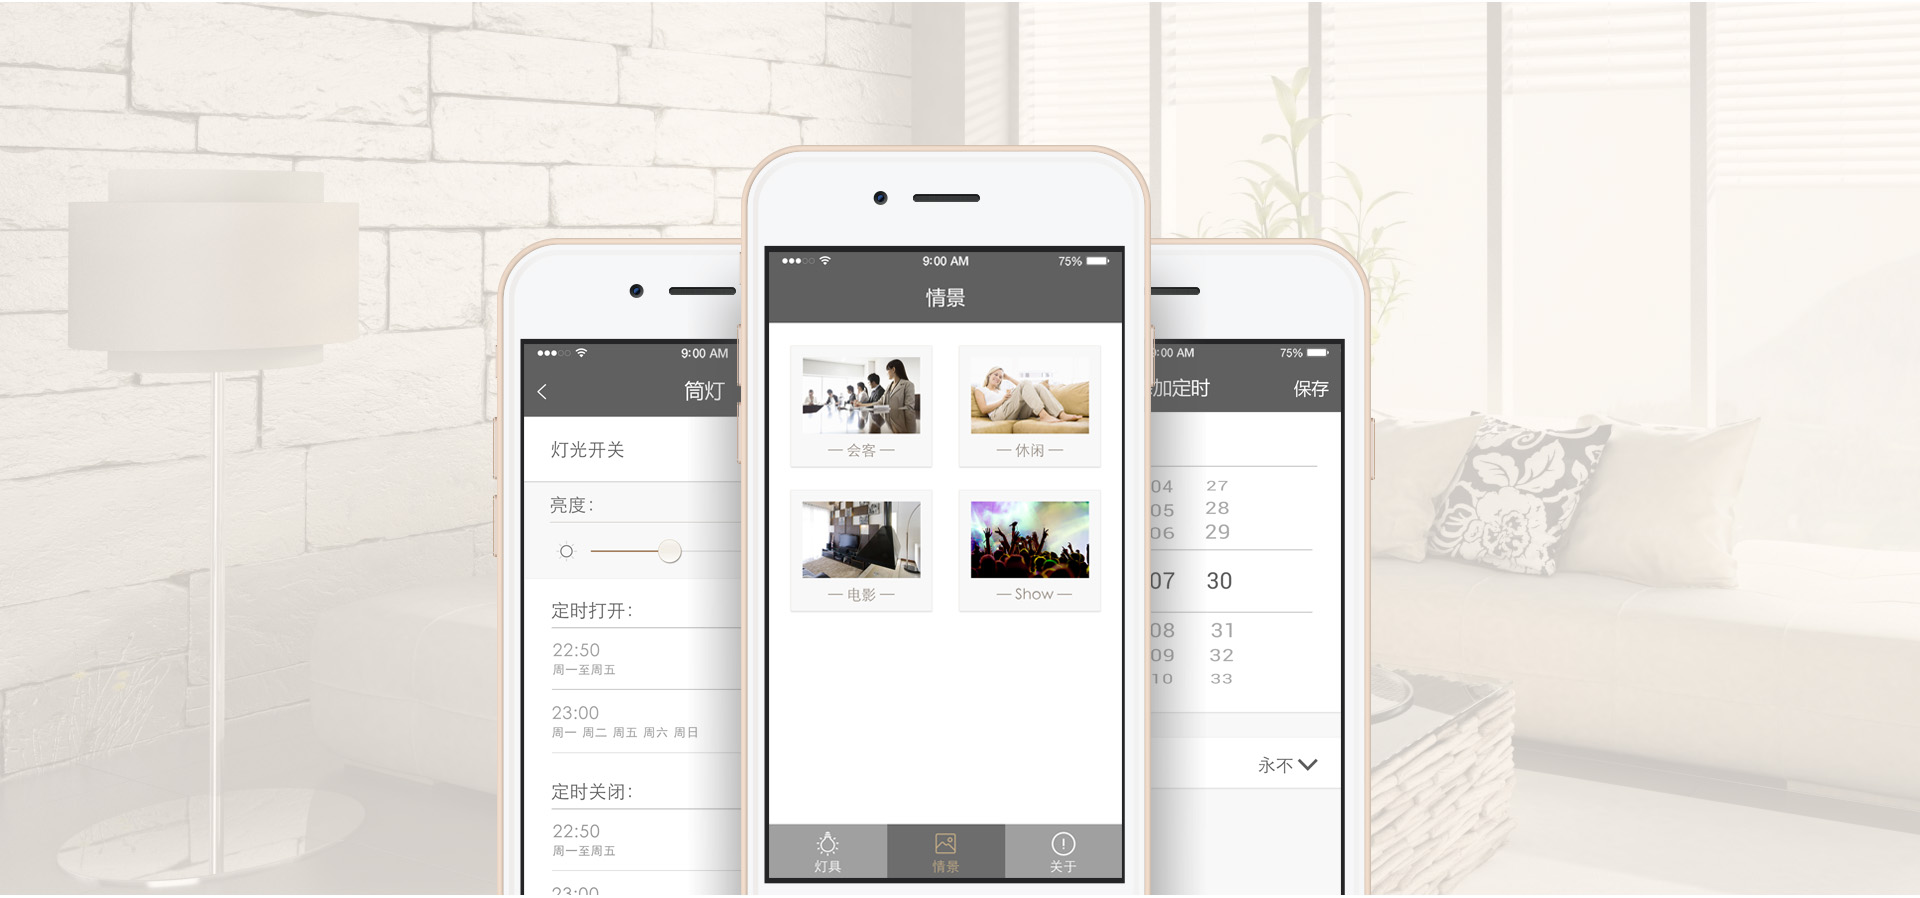 9:00 AM
筒灯
灯光开关
亮度：
定时打开：
22:50
周一至周五
23:00
周一 周二 周五 周六 周日
定时关闭：
22:50
周一至周五
23:00
9:00 AM 75%
情景
会客
休闲
电影
Show
灯具
情景
关于
:00 AM 75%
加定时 保存
04 27
05 28
06 29
07 30
08 31
09 32
10 33
永不